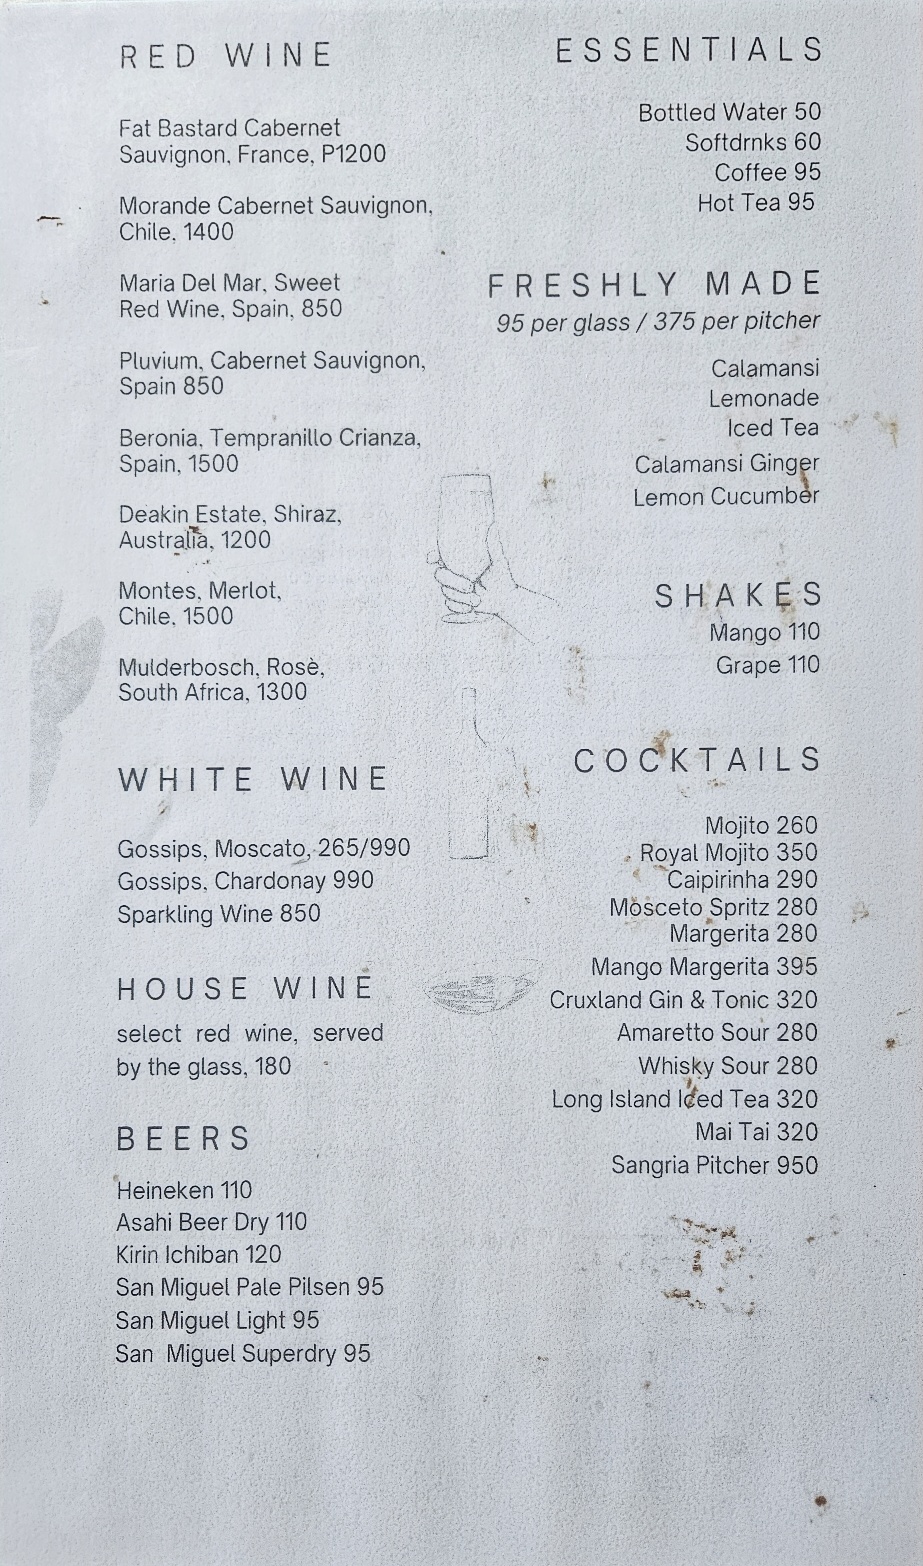 RED WINE
Fat Bastard Cabernet
Sauvignon, France, P1200
Morande Cabernet Sauvignon,
Chile, 1400
Maria Del Mar, Sweet
Red Wine, Spain, 850
Pluvium, Cabernet Sauvignon,
Spain 850
Beronia, Tempranillo Crianza,
Spain, 1500
Deakin Estate, Shiraz,
Australia, 1200
Montes, Merlot,
Chile, 1500
Mulderbosch, Rosè,
South Africa, 1300
WHITE WINE
Gossips, Moscato, 265/990
Gossips, Chardonay 990
Sparkling Wine 850
HOUSE WINE
select red wine, served
by the glass, 180
BEERS
Heineken 110
Asahi Beer Dry 110
Kirin Ichiban 120
San Miguel Pale Pilsen 95
San Miguel Light 95
San Miguel Superdry 95
ESSENTIALS
Bottled Water 50
Softdrnks 60
Coffee 95
Hot Tea 95
FRESHLY MADE
95 per glass / 375 per pitcher
Calamansi
Lemonade
Iced Tea
Calamansi Ginger
Lemon Cucumber
SHAKES
Mango 110
Grape 110
COCKTAILS
Mojito 260
Royal Mojito 350
Caipirinha 290
Mosceto Spritz 280
Margerita 280
Mango Margerita 395
Cruxland Gin & Tonic 320
Amaretto Sour 280
Whisky Sour 280
Long Island Iced Tea 320
Mai Tai 320
Sangria Pitcher 950